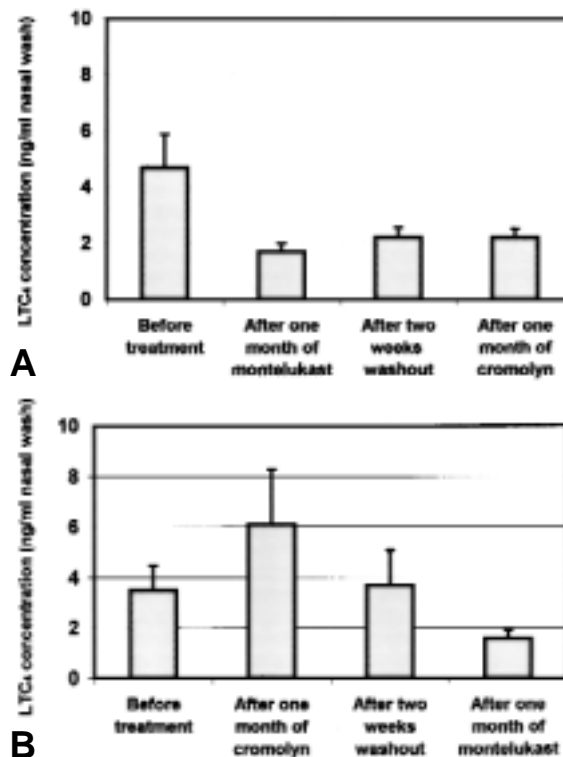 LTC4 concentration (ng/ml nasal wash)
10
8
6
4
2
0
Before
treatment
After one
month of
montelukast
After two
weeks
washout
After one
month of
cromolyn
A
LTC4 concentration (ng/ml nasal wash)
10
8
6
4
2
0
Before
treatment
After one
month of
cromolyn
After two
weeks
washout
After one
month of
montelukast
B